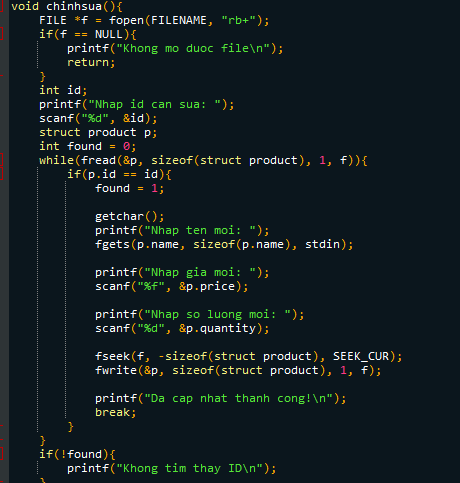 void chinhsua(){
    FILE *f = fopen(FILENAME, "rb+");
    if(f == NULL){
        printf("Khong mo duoc file\n");
        return;
    }
    int id;
    printf("Nhap id can sua: ");
    scanf("%d", &id);
    struct product p;
    int found = 0;
    while(fread(&p, sizeof(struct product), 1, f)){
        if(p.id == id){
            found = 1;

            getchar();
            printf("Nhap ten moi: ");
            fgets(p.name, sizeof(p.name), stdin);

            printf("Nhap gia moi: ");
            scanf("%f", &p.price);

            printf("Nhap so luong moi: ");
            scanf("%d", &p.quantity);

            fseek(f, -sizeof(struct product), SEEK_CUR);
            fwrite(&p, sizeof(struct product), 1, f);

            printf("Da cap nhat thanh cong!\n");
            break;
        }
    }
    if(!found){
        printf("Khong tim thay ID\n");
    }